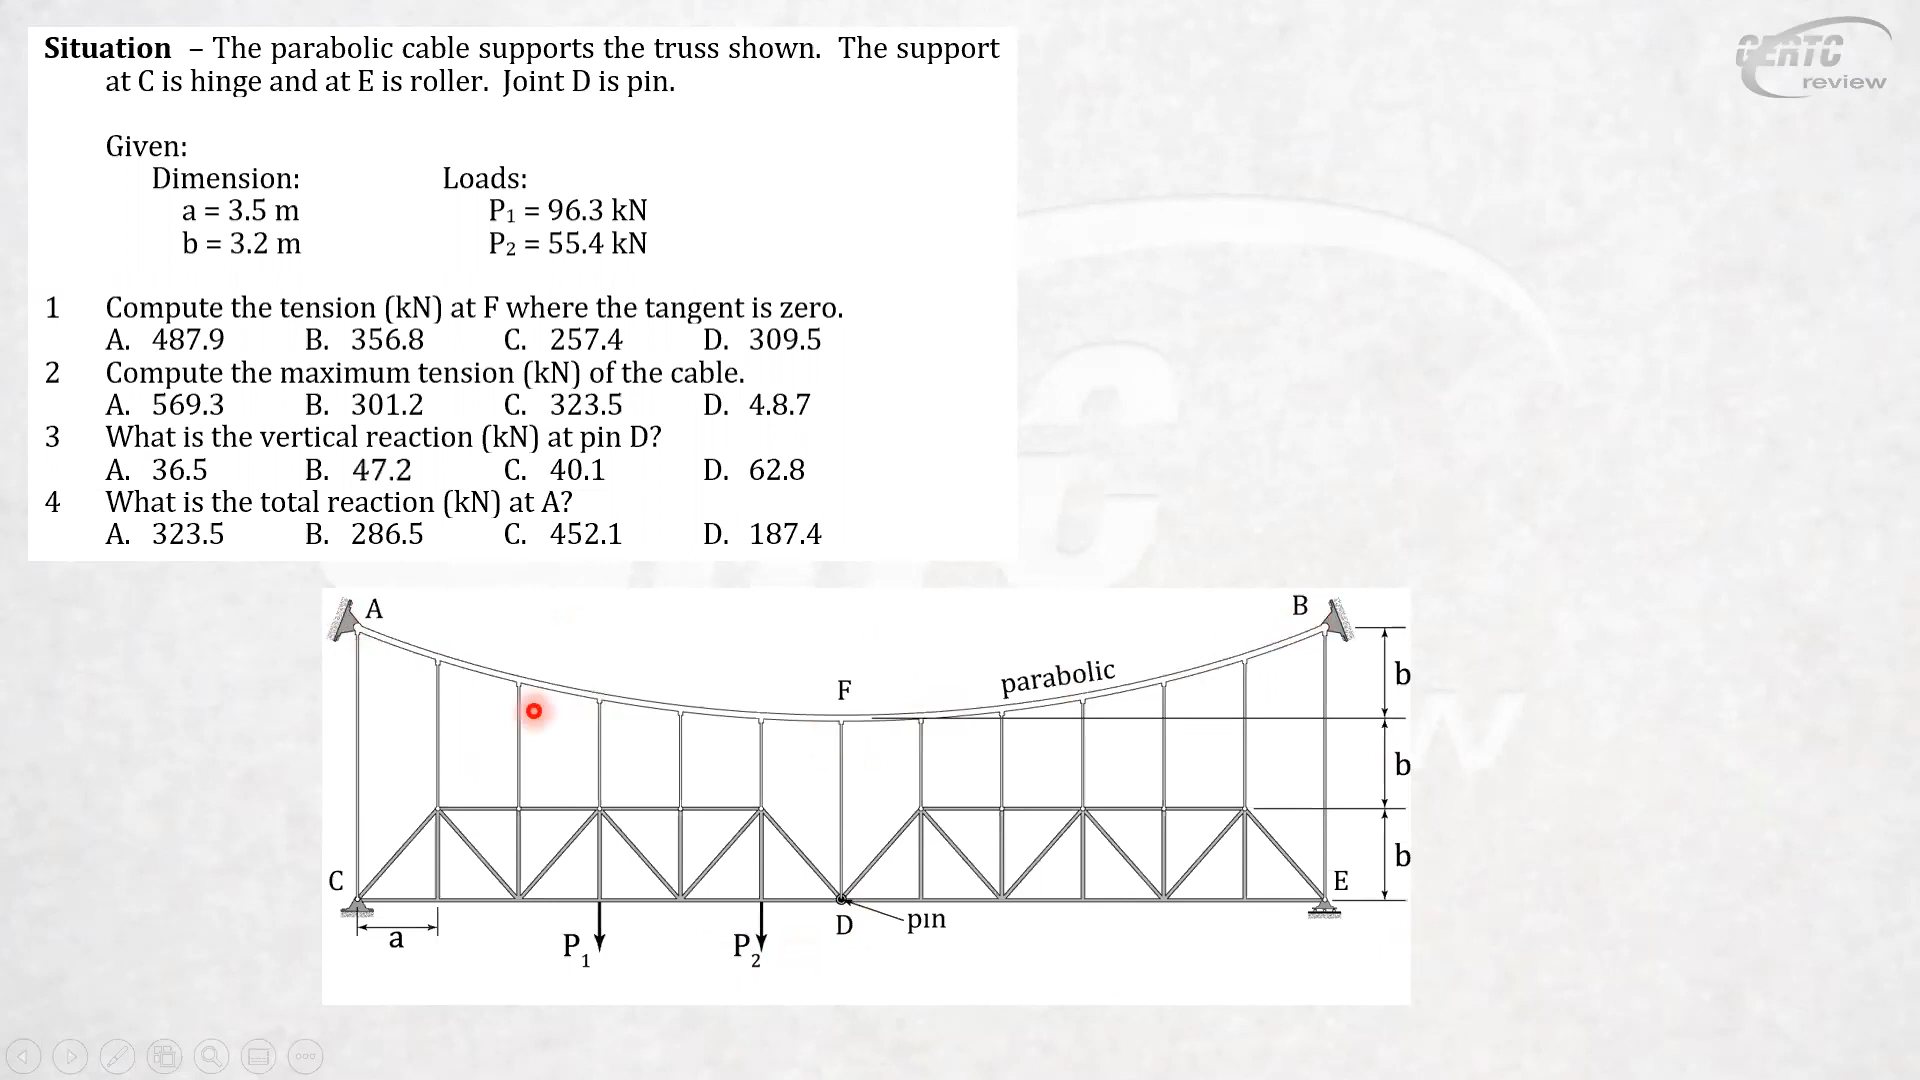 Situation – The parabolic cable supports the truss shown. The support
at C is hinge and at E is roller. Joint D is pin.
Given:
Dimension: Loads:
a = 3.5 m P₁ = 96.3 kN
b = 3.2 m P₂ = 55.4 kN
1 Compute the tension (kN) at F where the tangent is zero.
A. 487.9 B. 356.8 C. 257.4 D. 309.5
2 Compute the maximum tension (kN) of the cable.
A. 569.3 B. 301.2 C. 323.5 D. 4.8.7
3 What is the vertical reaction (kN) at pin D?
A. 36.5 B. 47.2 C. 40.1 D. 62.8
4 What is the total reaction (kN) at A?
A. 323.5 B. 286.5 C. 452.1 D. 187.4
CERTC
review
A
B
F
parabolic
b
b
b
C
E
a
P₁
P₂
D
pin